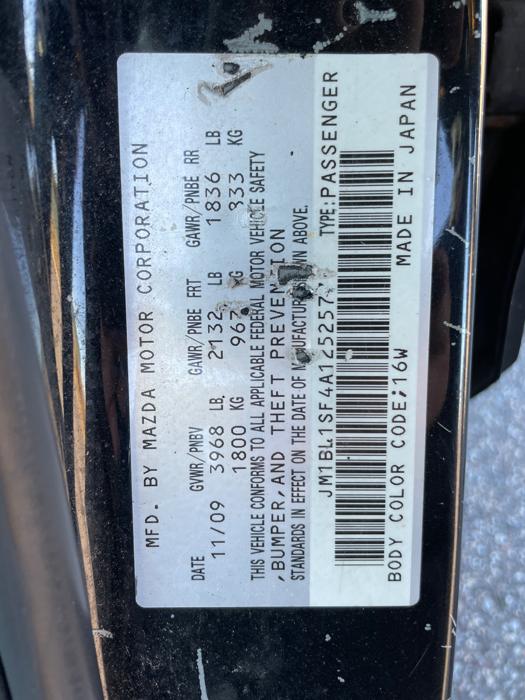 MFD. BY MAZDA MOTOR CORPORATION
DATE GVWR/PNBV GAWR/PNBE FRT GAWR/PNBE RR
11/09 3968 LB, 2132 LB 1836 LB
1800 KG 967 KG 833 KG
THIS VEHICLE CONFORMS TO ALL APPLICABLE FEDERAL MOTOR VEHICLE SAFETY
,BUMPER,AND THEFT PREVENTION
STANDARDS IN EFFECT ON THE DATE OF MANUFACTURE SHOWN ABOVE.
JM1BL1SF4A1252572 TYPE:PASSENGER
BODY COLOR CODE;16W MADE IN JAPAN